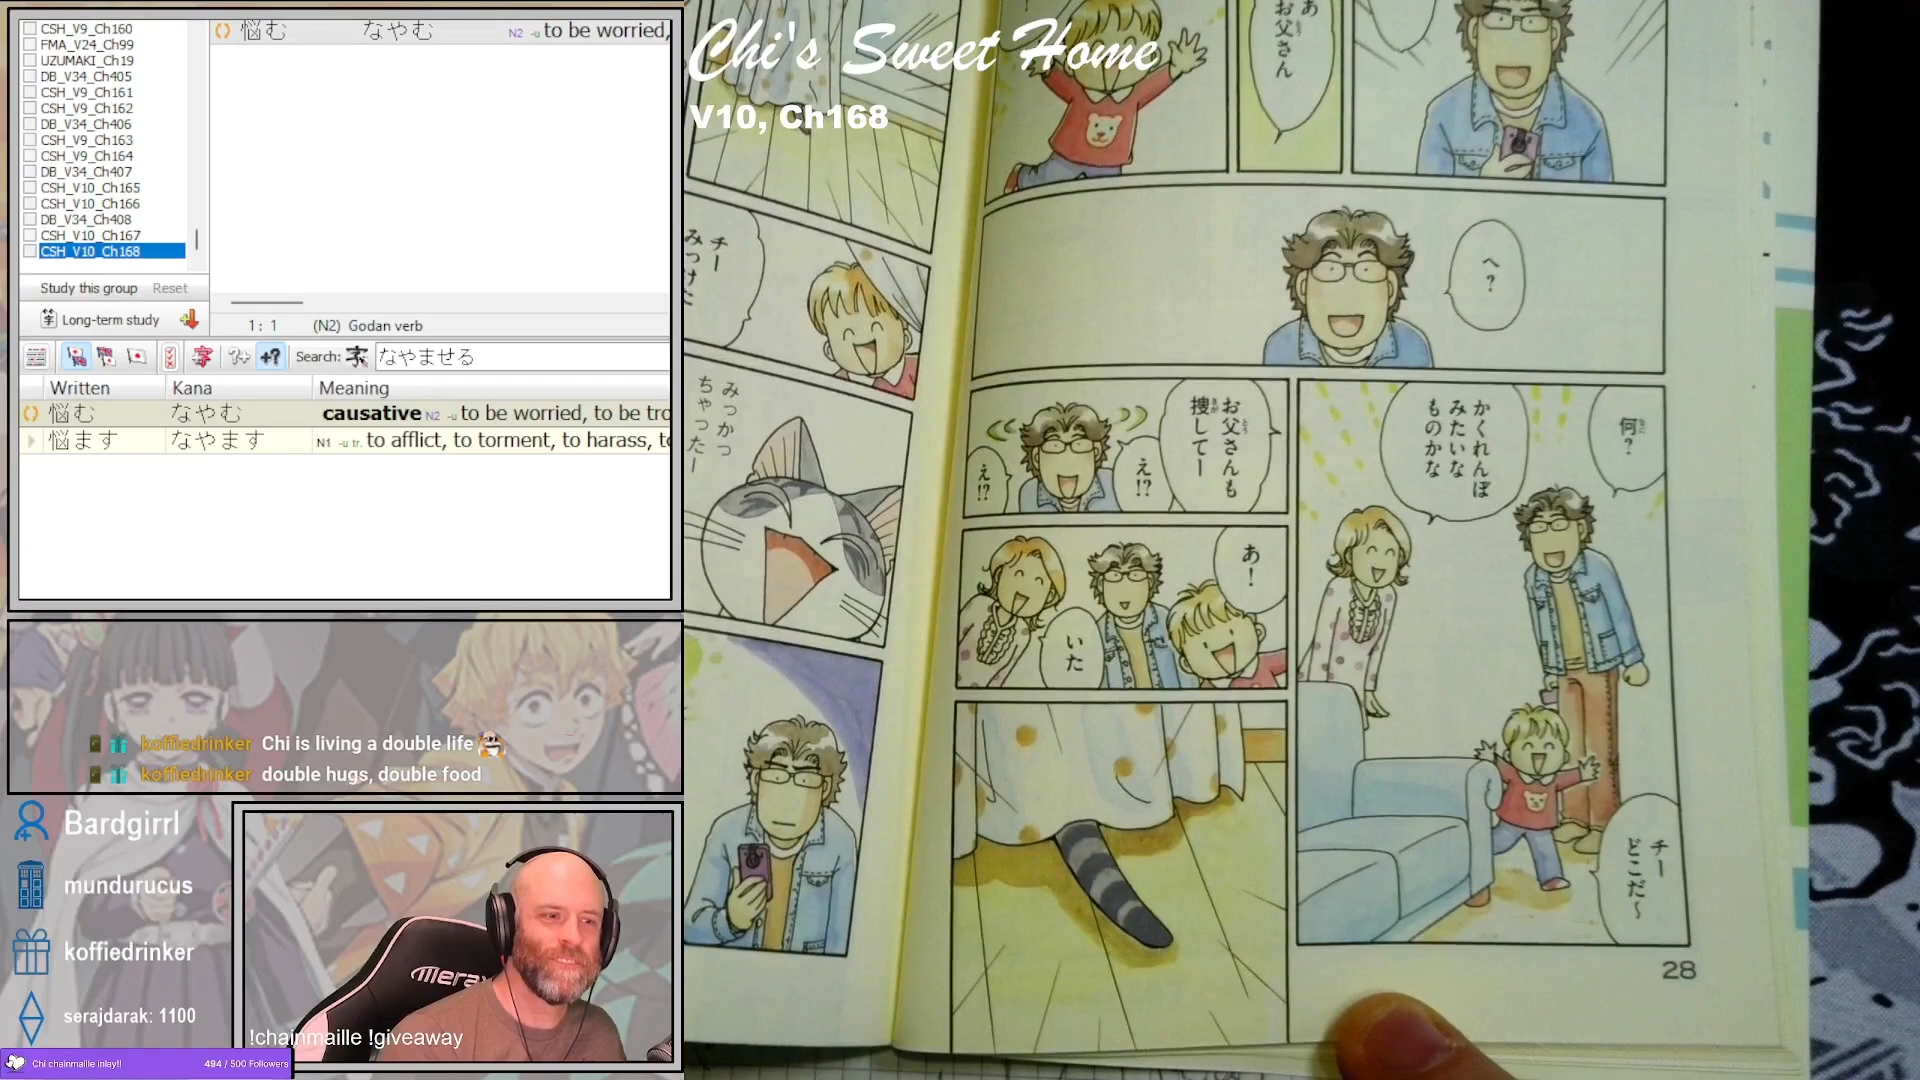 CSH_V9_Ch160
FMA_V24_Ch99
UZUMAKI_Ch19
DB_V34_Ch405
CSH_V9_Ch161
CSH_V9_Ch162
DB_V34_Ch406
CSH_V9_Ch163
CSH_V9_Ch164
DB_V34_Ch407
CSH_V10_Ch165
CSH_V10_Ch166
DB_V34_Ch408
CSH_V10_Ch167
CSH_V10_Ch168
Study this group Reset
Long-term study
悩む なやむ N2 -u to be worried,
1: 1 (N2) Godan verb
Search: なやませる
Written Kana Meaning
悩む なやむ causative N2 -u to be worried, to be tro
悩ます なやます N1 -u tr. to afflict, to torment, to harass, t
koffiedrinker Chi is living a double life
koffiedrinker double hugs, double food
Bardgirrl
mundurucus
koffiedrinker
serajdarak: 1100
Chi chainmaille inlay!! 494 / 500 Followers
!chainmaille !giveaway
Chi's Sweet Home
V10, Ch168
あ
お父さん
へ?
何?
かくれんぼ
みたいな
ものかな
チー
どこだ〜
お父さんも
捜してー
え!?
え!?
あ!
いた
28
チー
みつけた
みっかっ
ちゃったー